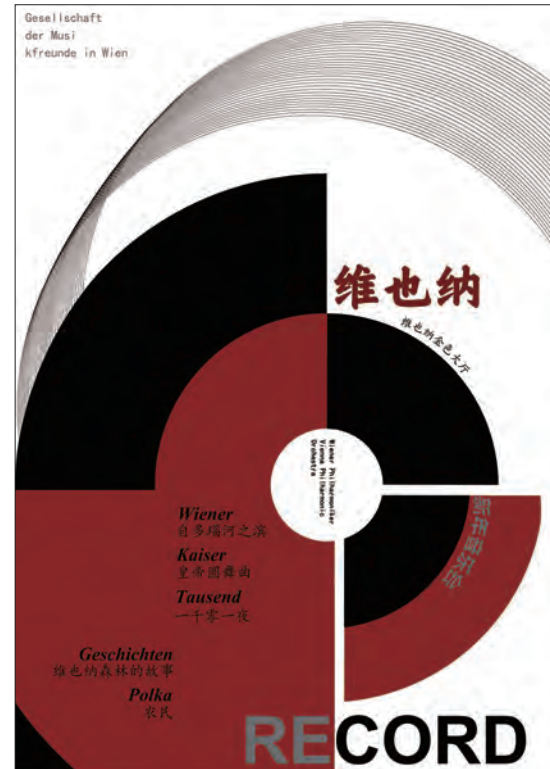 Gesellschaft
der Musi
kfreunde in Wien
维也纳
维也纳金色大厅
Wiener Philharmoniker
Vienna Philharmonic
Orchestra
新年音乐会
Wiener
自多瑙河之滨
Kaiser
皇帝圆舞曲
Tausend
一千零一夜
Geschichten
维也纳森林的故事
Polka
农民
RECORD